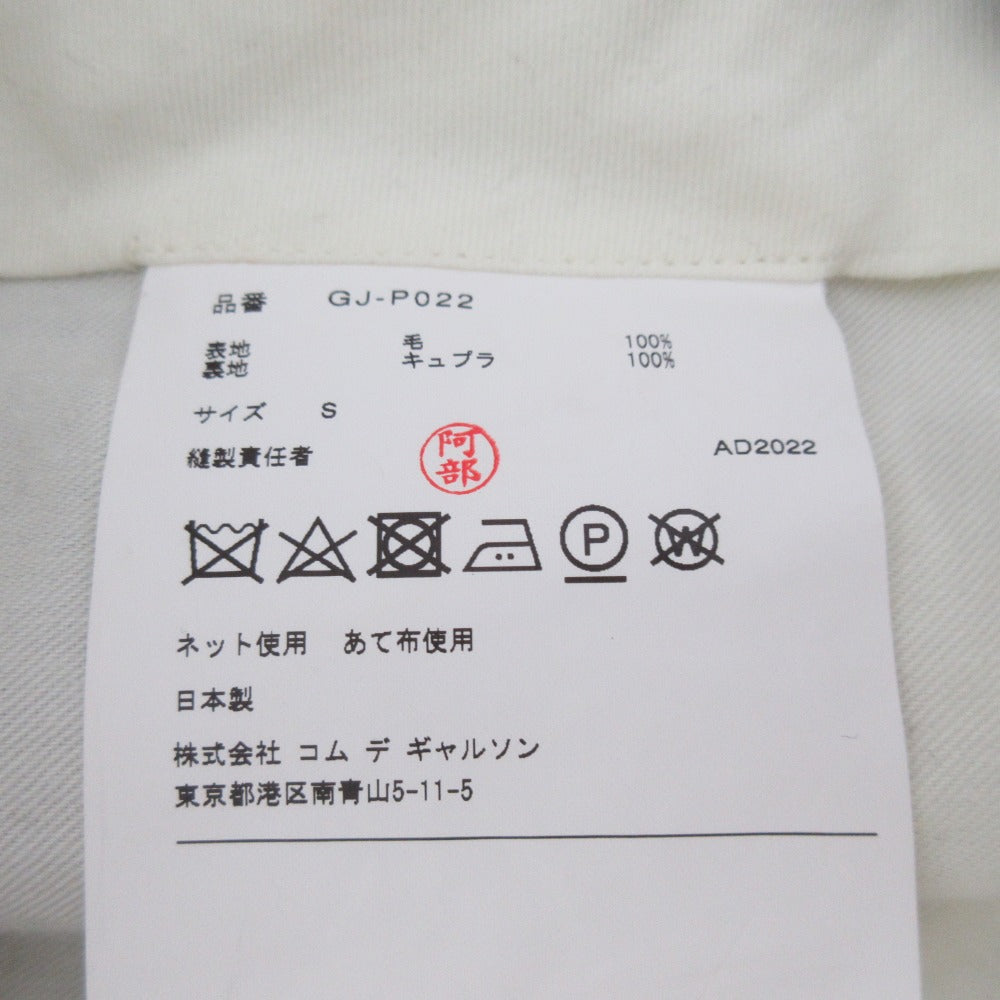 品番 GJ-P022
表地 毛 100%
裏地 キュプラ 100%
サイズ S
縫製責任者 阿部 AD2022
P W
ネット使用 あて布使用
日本製
株式会社 コム デ ギャルソン
東京都港区南青山5-11-5